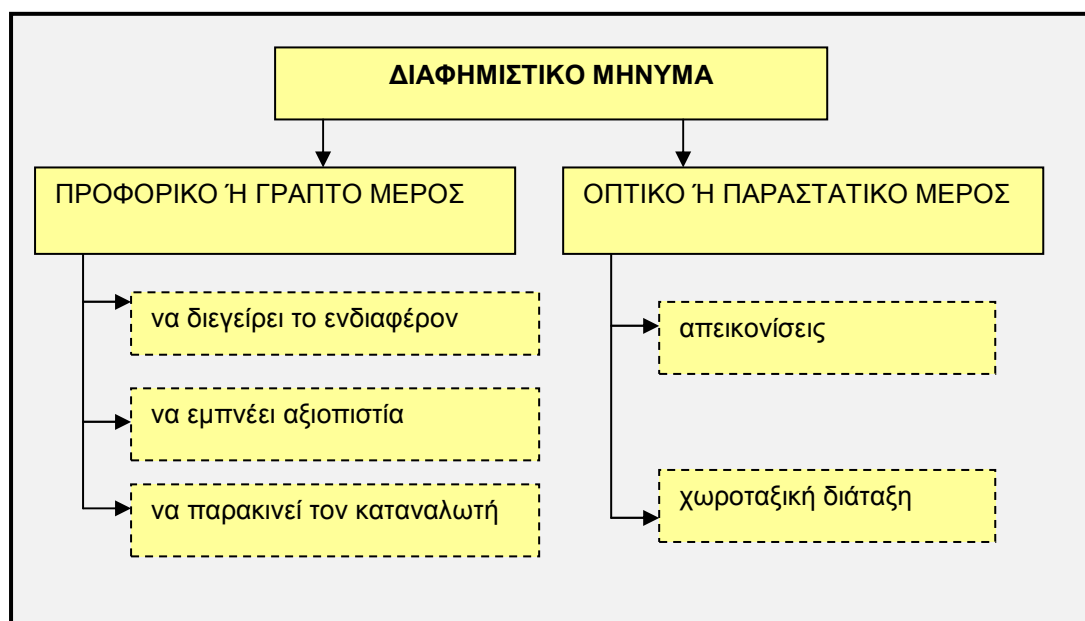 ΔΙΑΦΗΜΙΣΤΙΚΟ ΜΗΝΥΜΑ
ΠΡΟΦΟΡΙΚΟ Ή ΓΡΑΠΤΟ ΜΕΡΟΣ
να διεγείρει το ενδιαφέρον
να εμπνέει αξιοπιστία
να παρακινεί τον καταναλωτή
ΟΠΤΙΚΟ Ή ΠΑΡΑΣΤΑΤΙΚΟ ΜΕΡΟΣ
απεικονίσεις
χωροταξική διάταξη